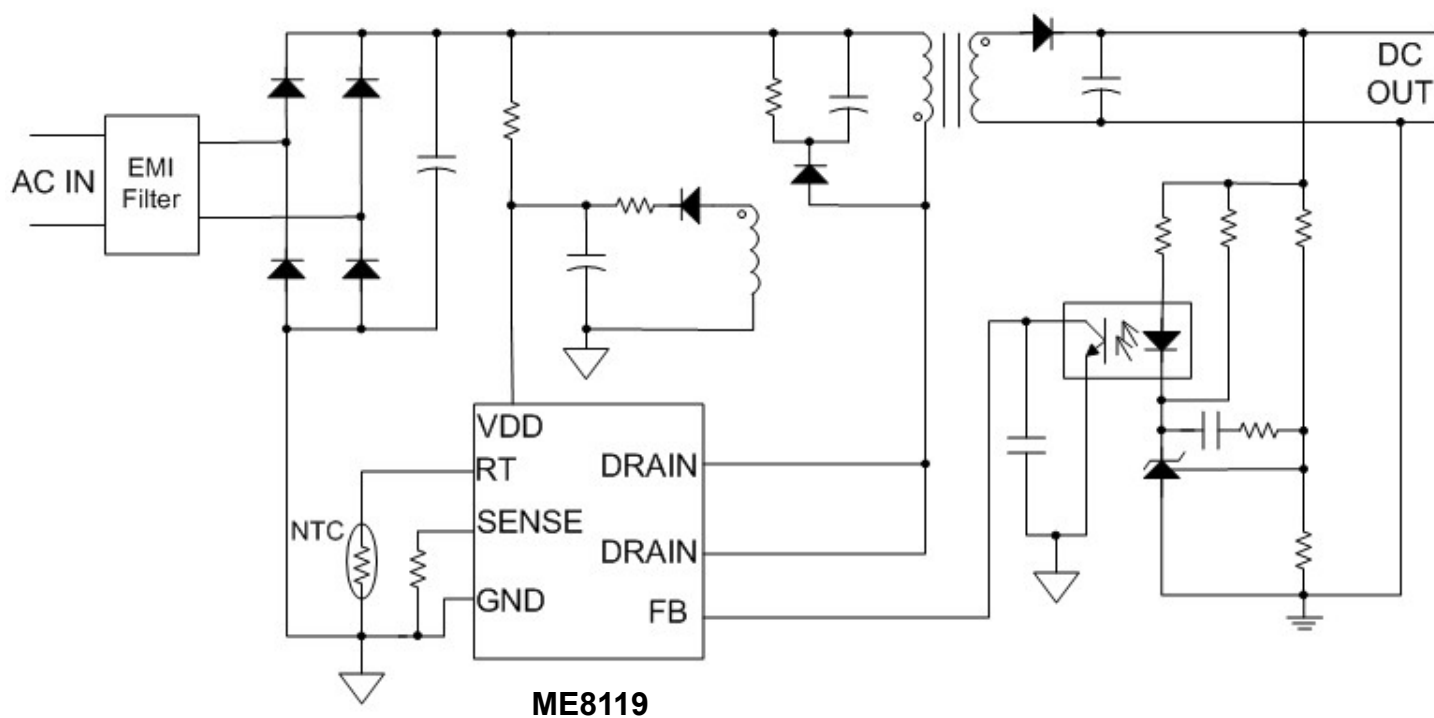 DC
OUT
AC IN
EMI
Filter
VDD
RT
DRAIN
NTC
SENSE
DRAIN
GND
FB
ME8119